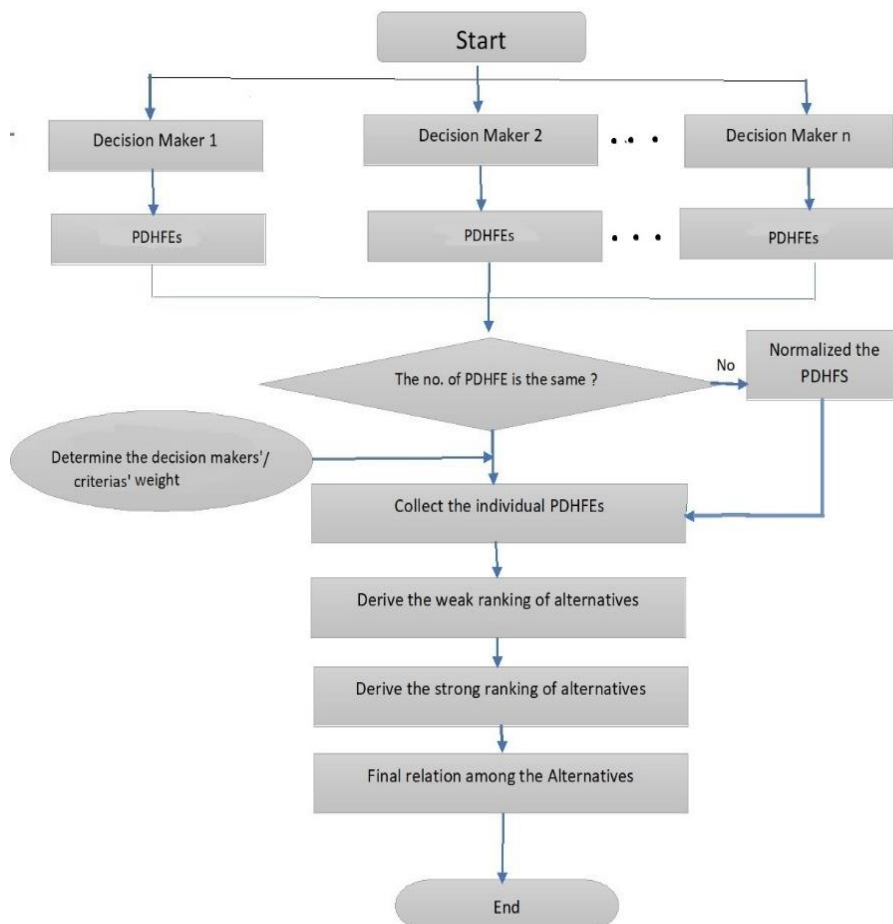 Start
Decision Maker 1
Decision Maker 2
Decision Maker n
PDHFEs
PDHFEs
PDHFEs
The no. of PDHFE is the same ?
No
Normalized the
PDHFS
Determine the decision makers'/
criterias' weight
Collect the individual PDHFEs
Derive the weak ranking of alternatives
Derive the strong ranking of alternatives
Final relation among the Alternatives
End